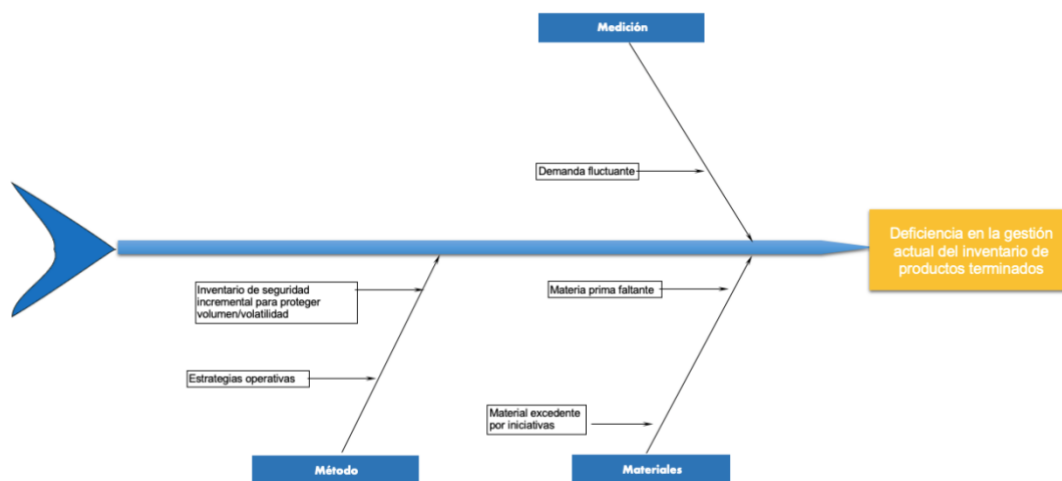 Medición
Demanda fluctuante
Deficiencia en la gestión
actual del inventario de
productos terminados
Inventario de seguridad
incremental para proteger
volumen/volatilidad
Materia prima faltante
Estrategias operativas
Material excedente
por iniciativas
Método
Materiales